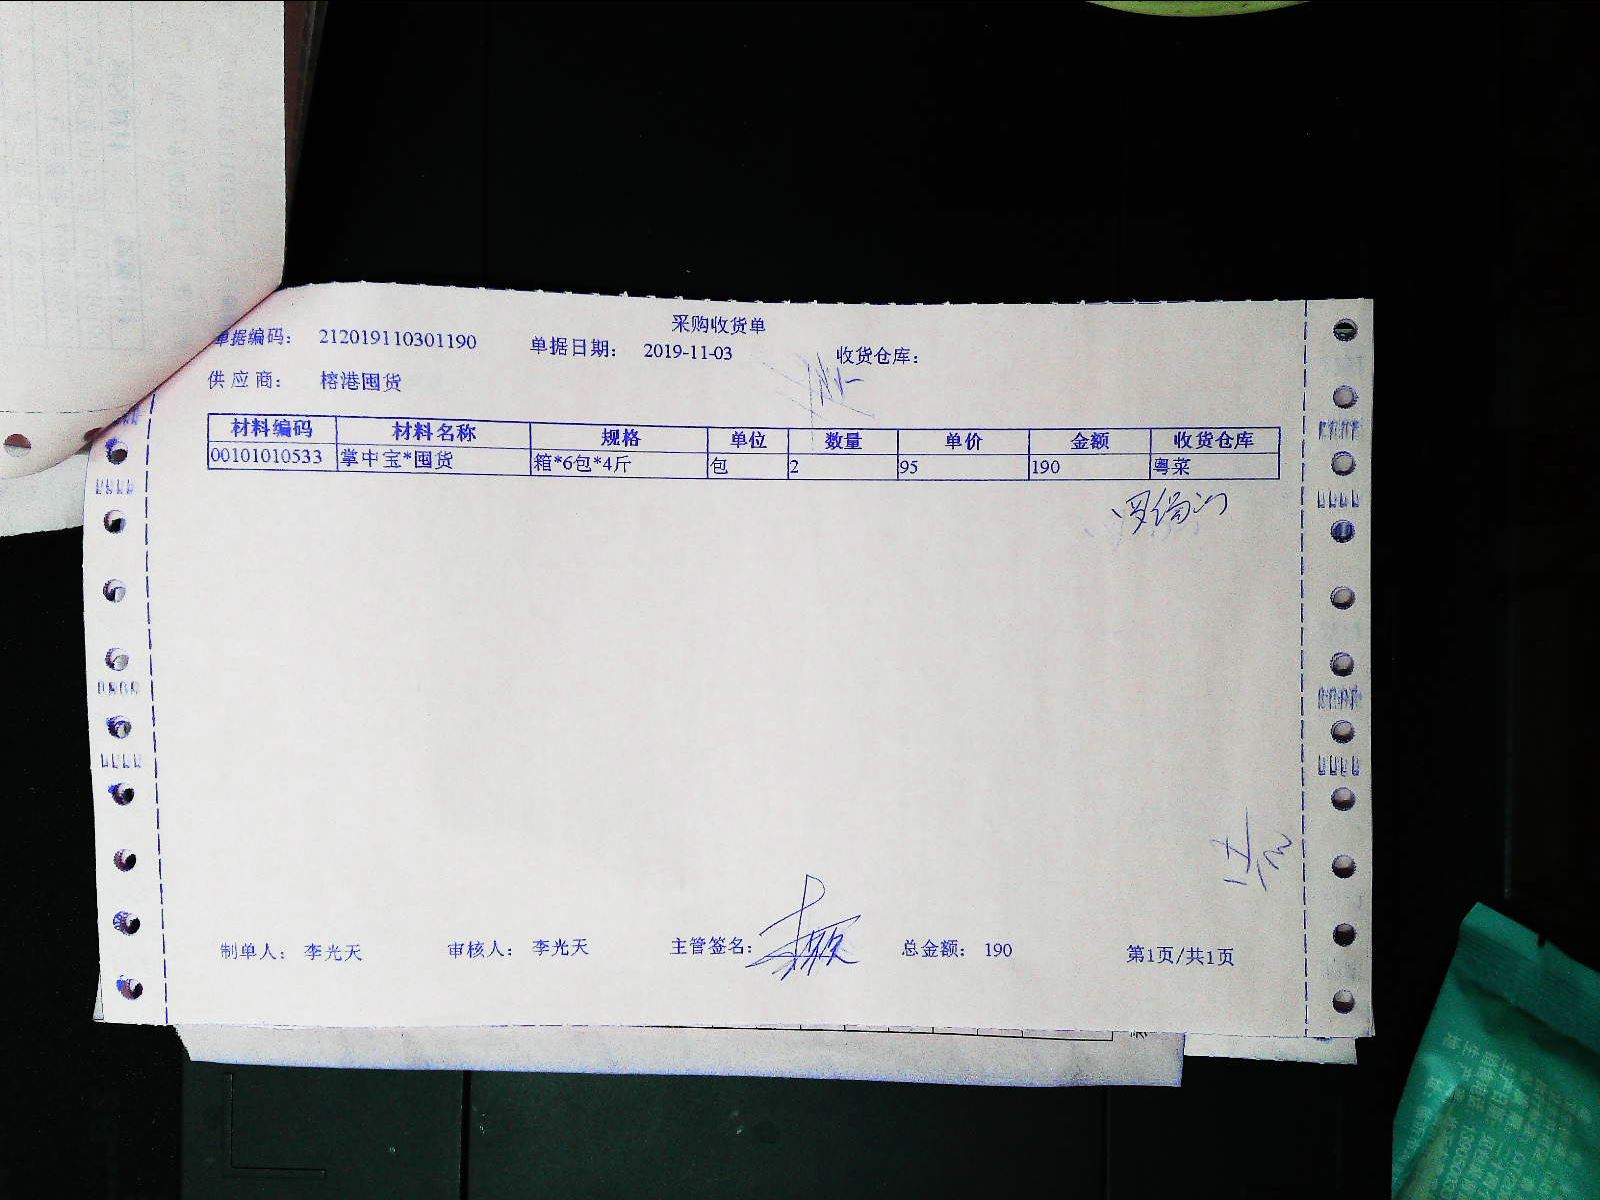 采购收货单
单据编码: 212019110301190 单据日期: 2019-11-03 收货仓库:
供应商: 榕港囤货
材料编码 材料名称 规格 单位 数量 单价 金额 收货仓库
00101010533 掌中宝*囤货 箱*6包*4斤 包 2 95 190 粤菜
制单人: 李光天 审核人: 李光天 主管签名: 总金额: 190 第1页/共1页